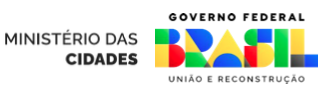 MINISTÉRIO DAS
CIDADES
GOVERNO FEDERAL
BRASIL
UNIÃO E RECONSTRUÇÃO